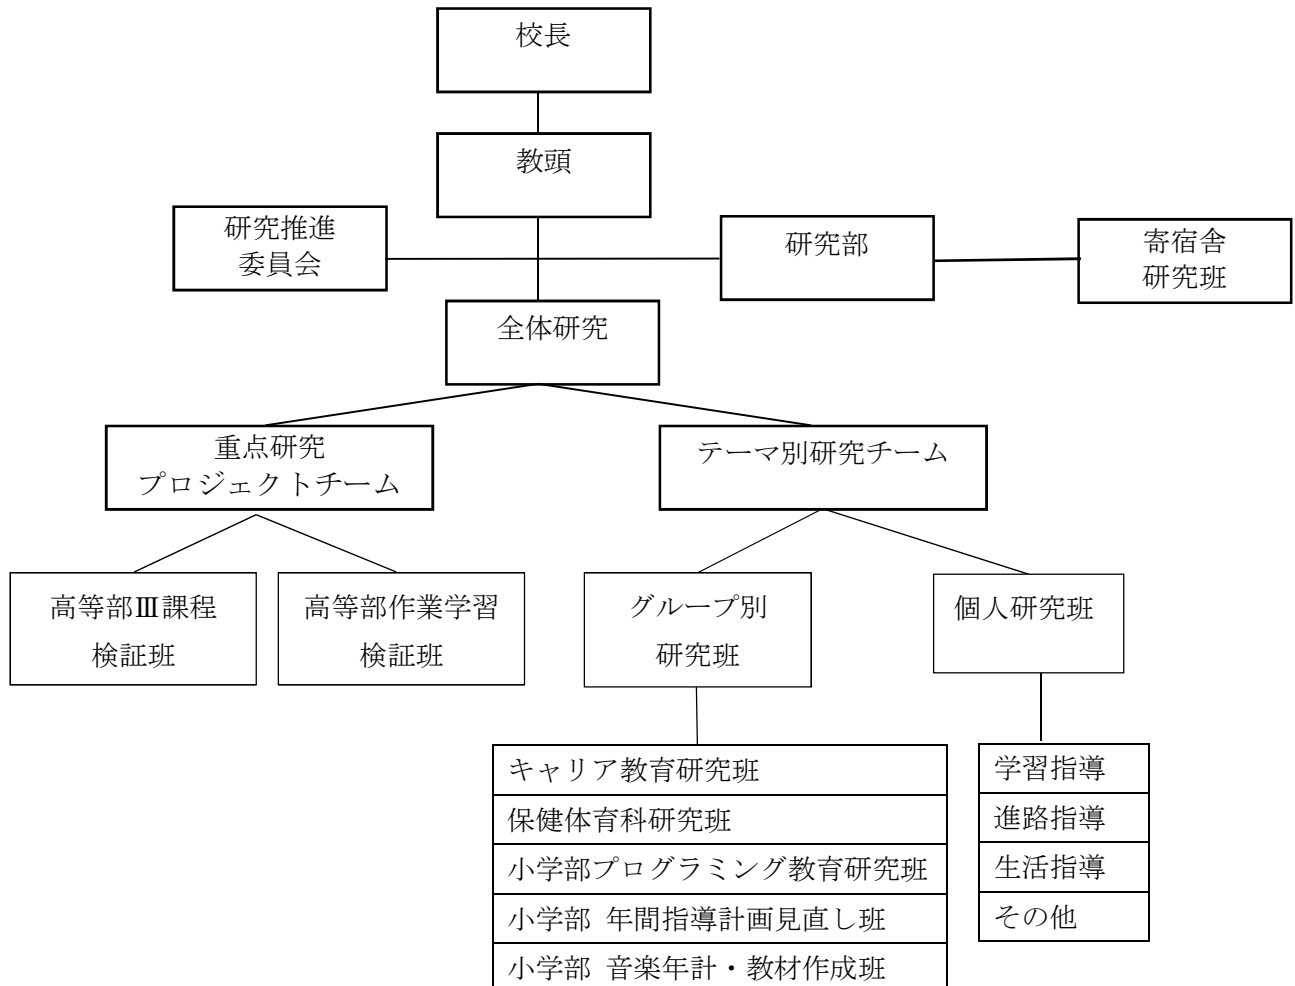 校長
教頭
研究推進
委員会
研究部
寄宿舎
研究班
全体研究
重点研究
プロジェクトチーム
テーマ別研究チーム
高等部Ⅲ課程
検証班
高等部作業学習
検証班
グループ別
研究班
個人研究班
キャリア教育研究班
保健体育科研究班
小学部プログラミング教育研究班
小学部 年間指導計画見直し班
小学部 音楽年計・教材作成班
学習指導
進路指導
生活指導
その他